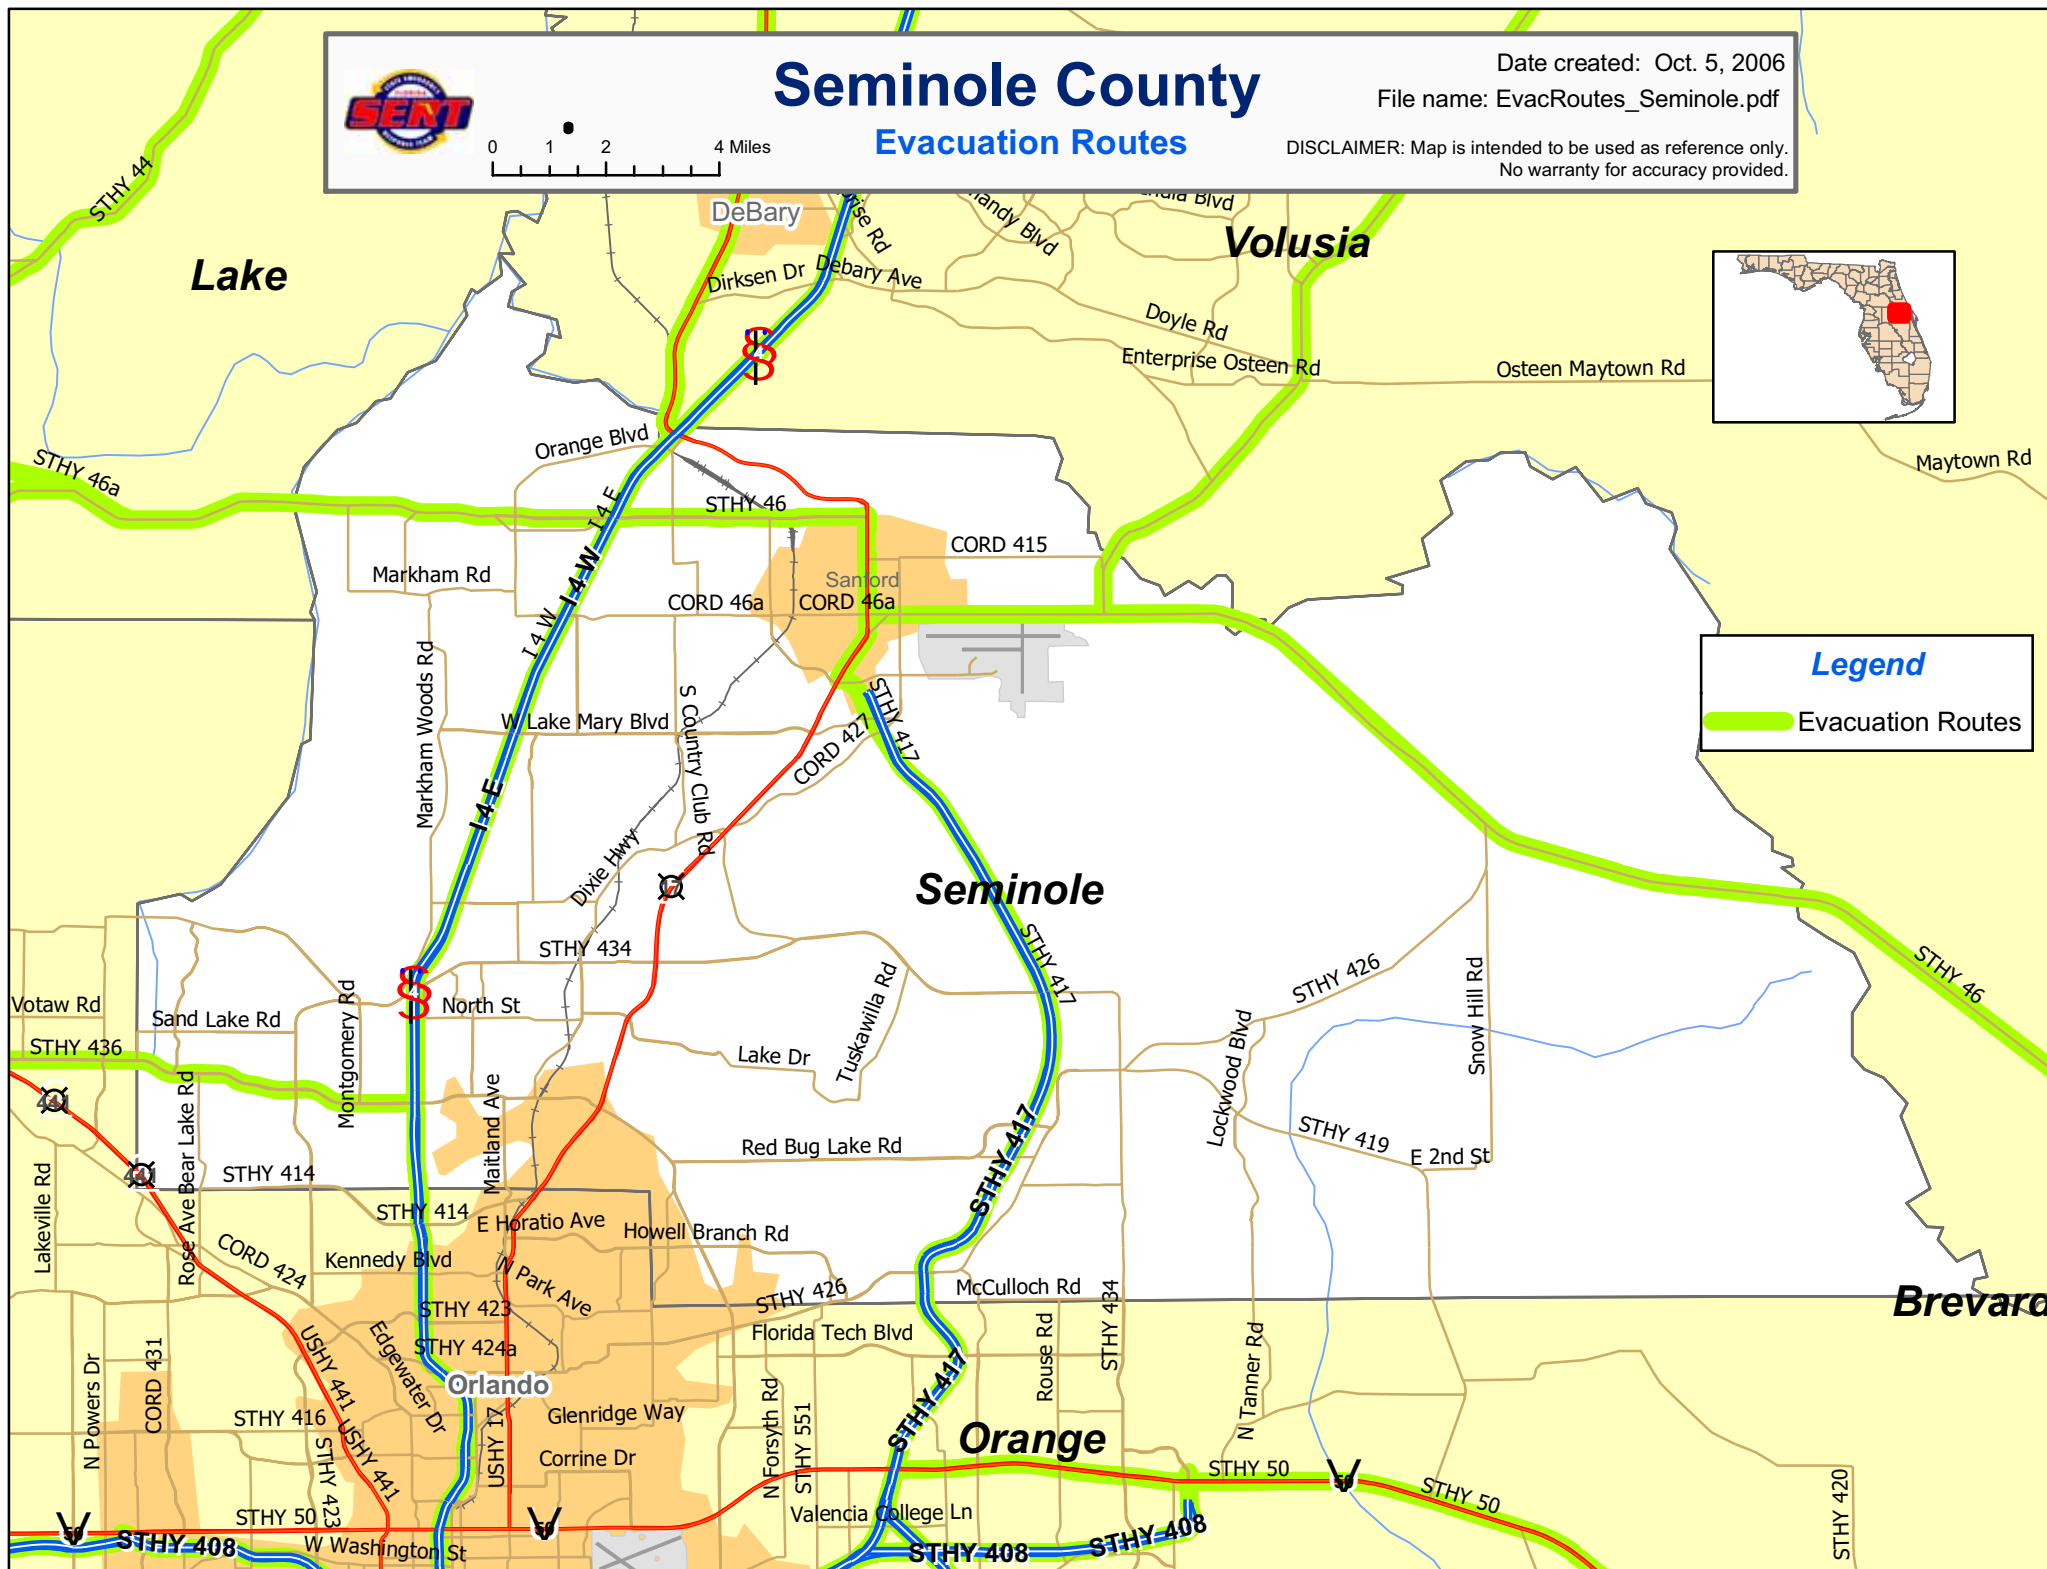 Seminole County
Evacuation Routes
Date created: Oct. 5, 2006
File name: EvacRoutes_Seminole.pdf
DISCLAIMER: Map is intended to be used as reference only.
No warranty for accuracy provided.
SERT
0 1 2 4 Miles
STHY 44
DeBary
Blvd
Volusia
Lake
Dirksen Dr
Debary Ave
Doyle Rd
Enterprise Osteen Rd
Osteen Maytown Rd
4
Orange Blvd
STHY 46a
Maytown Rd
STHY 46
I 4 E
CORD 415
I 4 W
Markham Rd
Sanford
CORD 46a
CORD 46a
I 4 W
Legend
Evacuation Routes
Markham Woods Rd
W Lake Mary Blvd
S Country Club Rd
CORD 427
STHY 417
I 4 E
Dixie Hwy
17
Seminole
STHY 434
STHY 417
STHY 426
STHY 46
Votaw Rd
Sand Lake Rd
Montgomery Rd
4
North St
Tuskawilla Rd
Lockwood Blvd
Snow Hill Rd
STHY 436
Lake Dr
441
Bear Lake Rd
Maitland Ave
Red Bug Lake Rd
STHY 417
STHY 419
E 2nd St
441
Lakeville Rd
STHY 414
Rose Ave
STHY 414
E Horatio Ave
Howell Branch Rd
CORD 424
Kennedy Blvd
N Park Ave
STHY 426
McCulloch Rd
STHY 434
Brevard
STHY 423
Florida Tech Blvd
STHY 424a
Edgewater Dr
USHY 441
Orlando
N Powers Dr
CORD 431
Rouse Rd
N Tanner Rd
STHY 417
STHY 416
Glenridge Way
N Forsyth Rd
STHY 551
Orange
USHY 441
STHY 423
USHY 17
Corrine Dr
STHY 50
50
STHY 50
STHY 420
STHY 50
50
50
Valencia College Ln
STHY 408
W Washington St
STHY 408
STHY 408